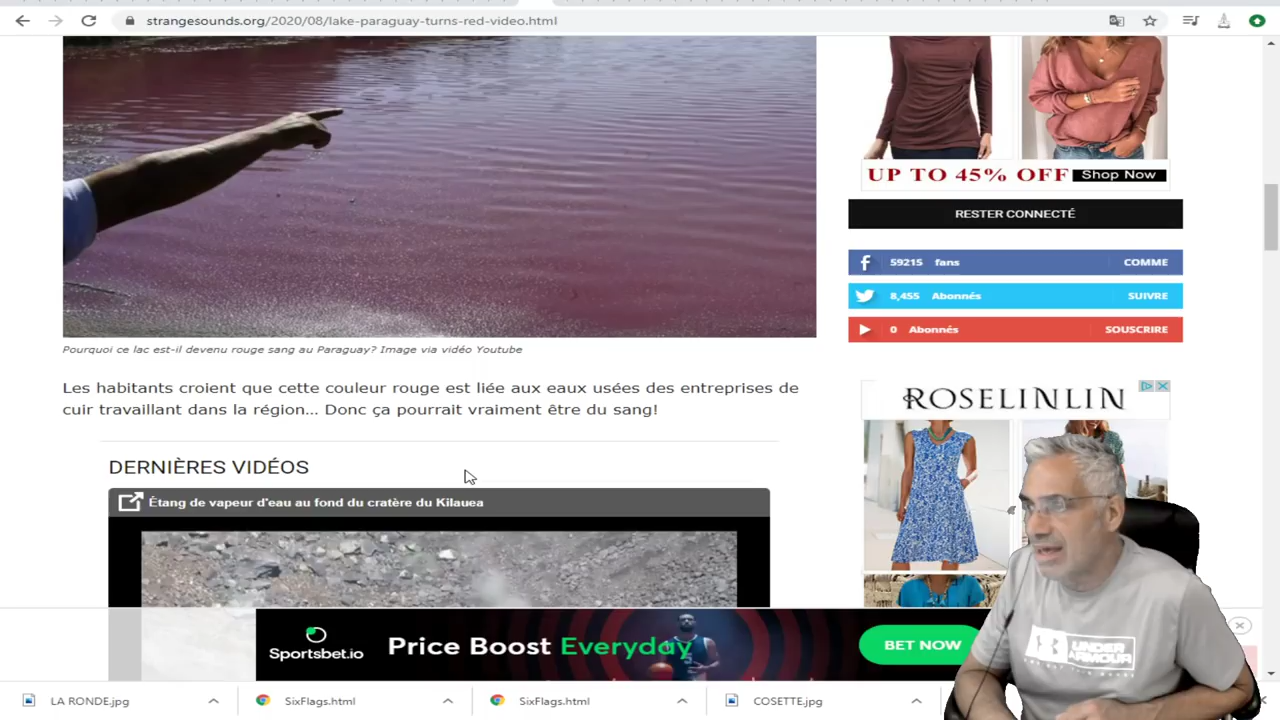 strangesounds.org/2020/08/lake-paraguay-turns-red-video.html
UP TO 45% OFF Shop Now
RESTER CONNECTÉ
59215 fans COMME
8,455 Abonnés SUIVRE
0 Abonnés SOUSCRIRE
Pourquoi ce lac est-il devenu rouge sang au Paraguay? Image via vidéo Youtube
Les habitants croient que cette couleur rouge est liée aux eaux usées des entreprises de
cuir travaillant dans la région... Donc ça pourrait vraiment être du sang!
ROSELINLIN
DERNIÈRES VIDÉOS
Étang de vapeur d'eau au fond du cratère du Kilauea
Sportsbet.io
Price Boost Everyday
BET NOW
UNDER
ARMOUR
LA RONDE.jpg
SixFlags.html
SixFlags.html
COSETTE.jpg